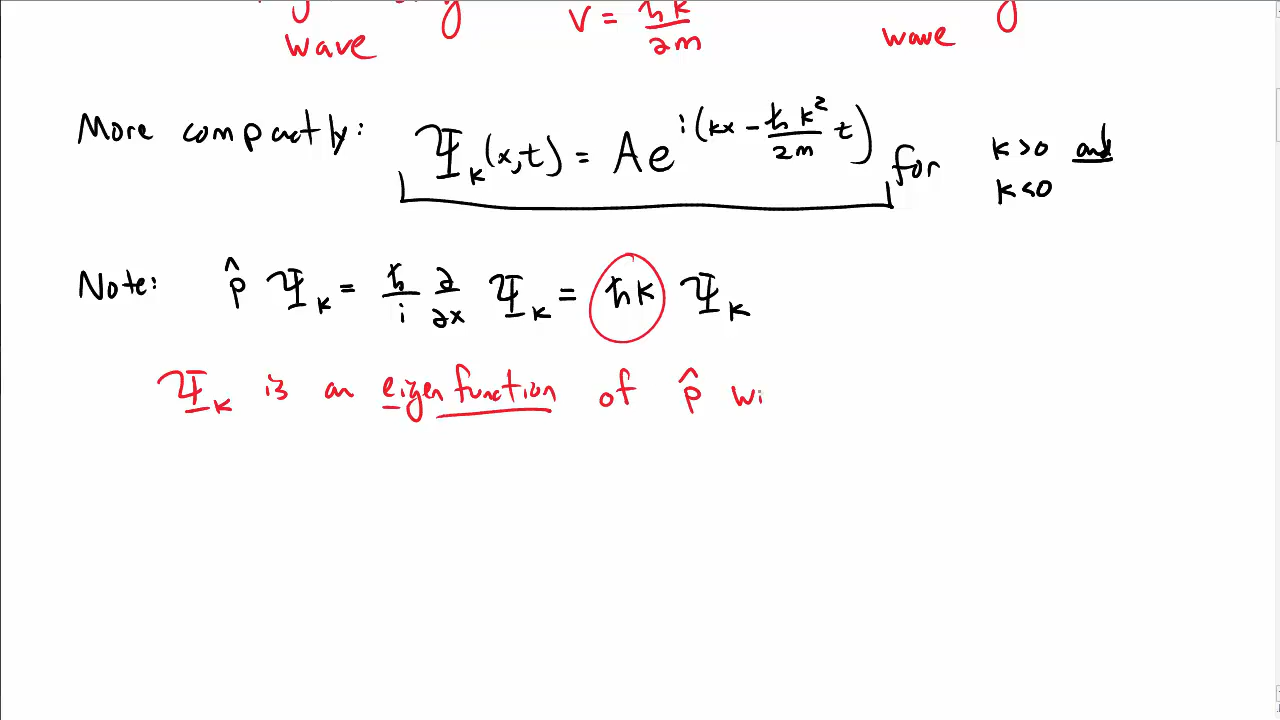 wave v = ħk/2m wave
More compactly: Ψ_k(x,t) = Ae^{i(kx - ħk²/2m t)} for k>0 and k<0
Note: p̂ Ψ_k = ħ/i ∂/∂x Ψ_k = ħk Ψ_k
Ψ_k is an eigenfunction of p̂ wi